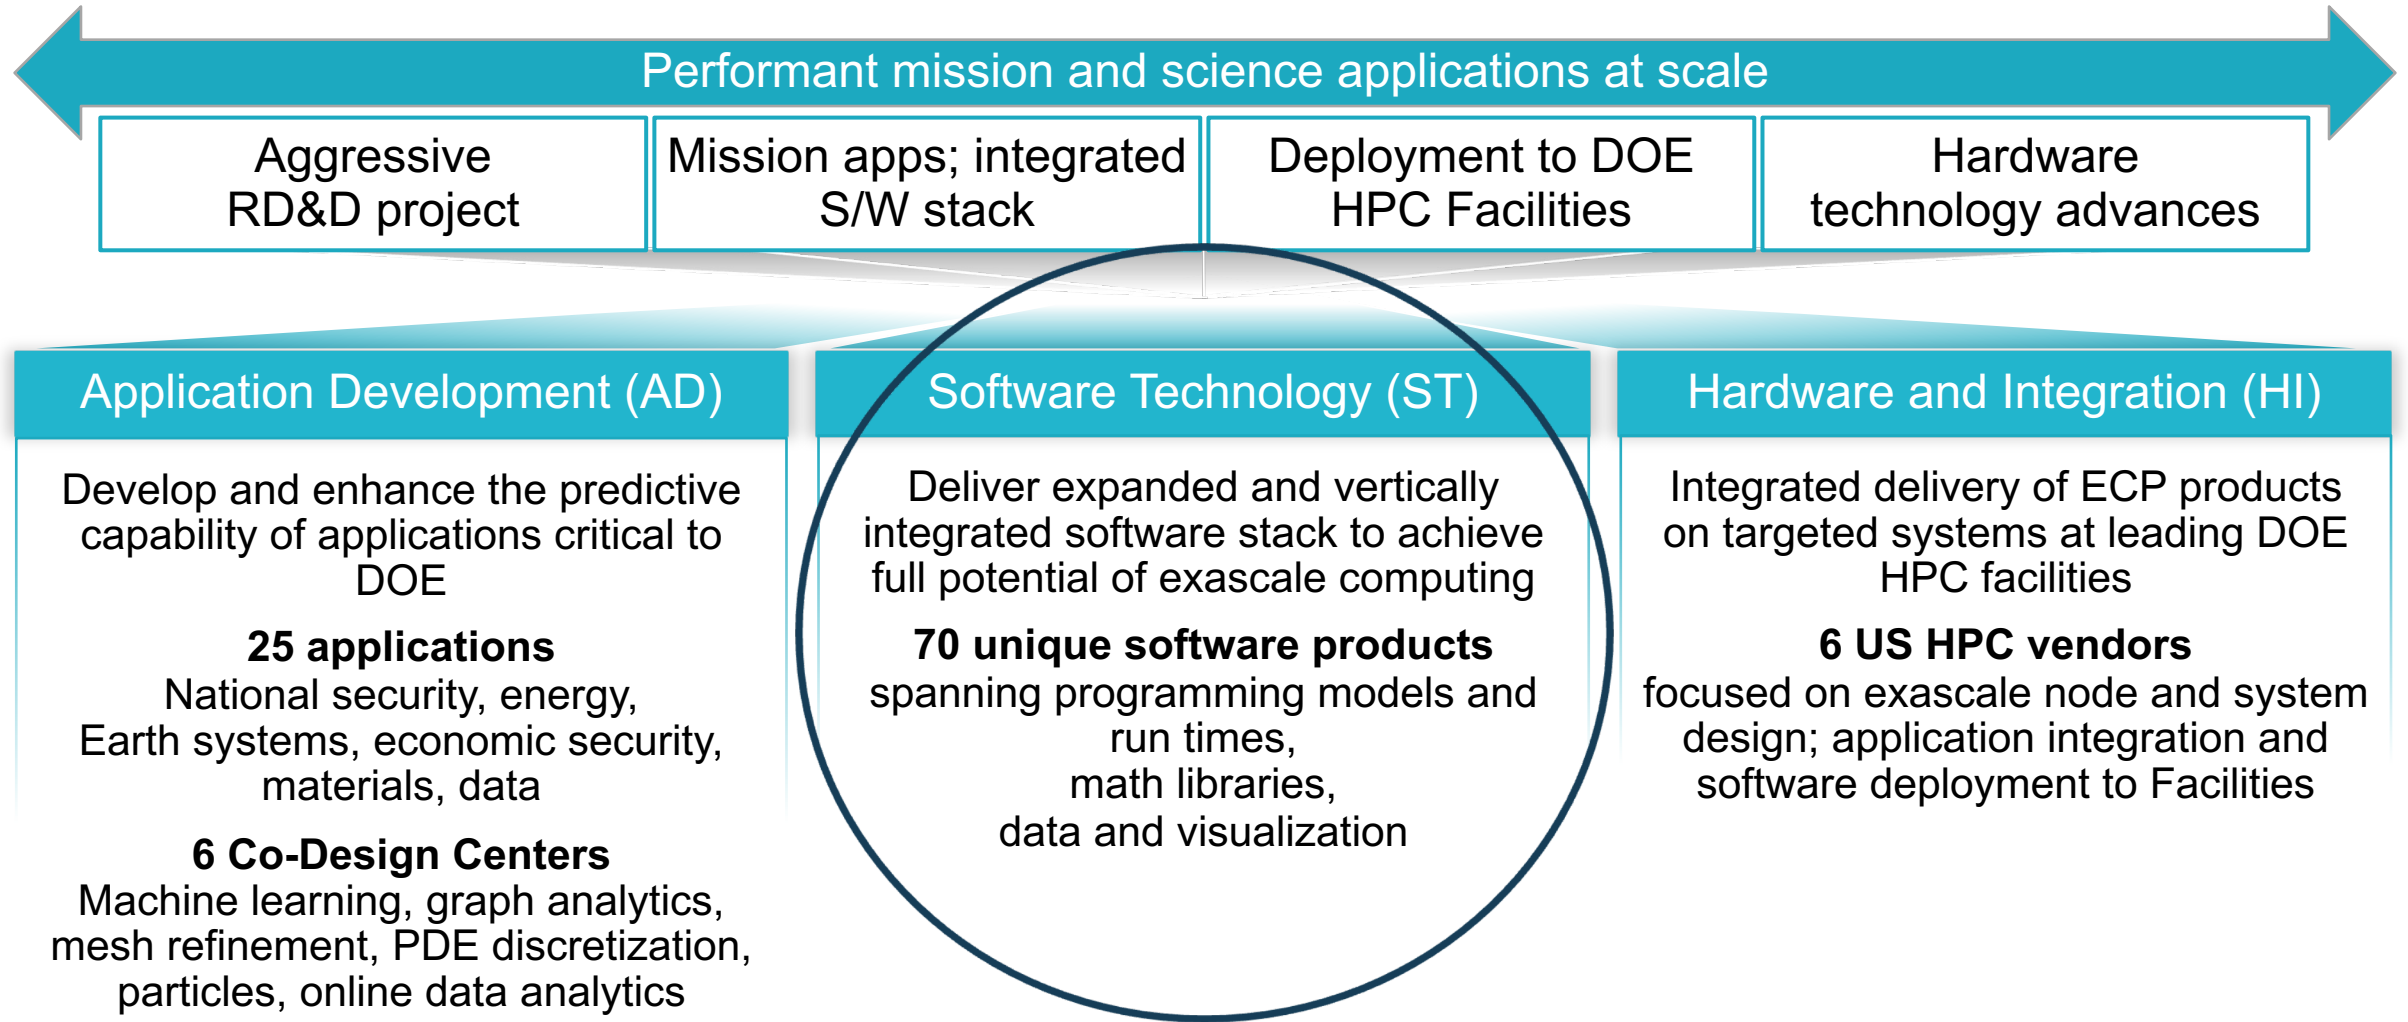 Performant mission and science applications at scale
Aggressive
RD&D project
Mission apps; integrated
S/W stack
Deployment to DOE
HPC Facilities
Hardware
technology advances
Application Development (AD)
Develop and enhance the predictive
capability of applications critical to
DOE
25 applications
National security, energy,
Earth systems, economic security,
materials, data
6 Co-Design Centers
Machine learning, graph analytics,
mesh refinement, PDE discretization,
particles, online data analytics
Software Technology (ST)
Deliver expanded and vertically
integrated software stack to achieve
full potential of exascale computing
70 unique software products
spanning programming models and
run times,
math libraries,
data and visualization
Hardware and Integration (HI)
Integrated delivery of ECP products
on targeted systems at leading DOE
HPC facilities
6 US HPC vendors
focused on exascale node and system
design; application integration and
software deployment to Facilities